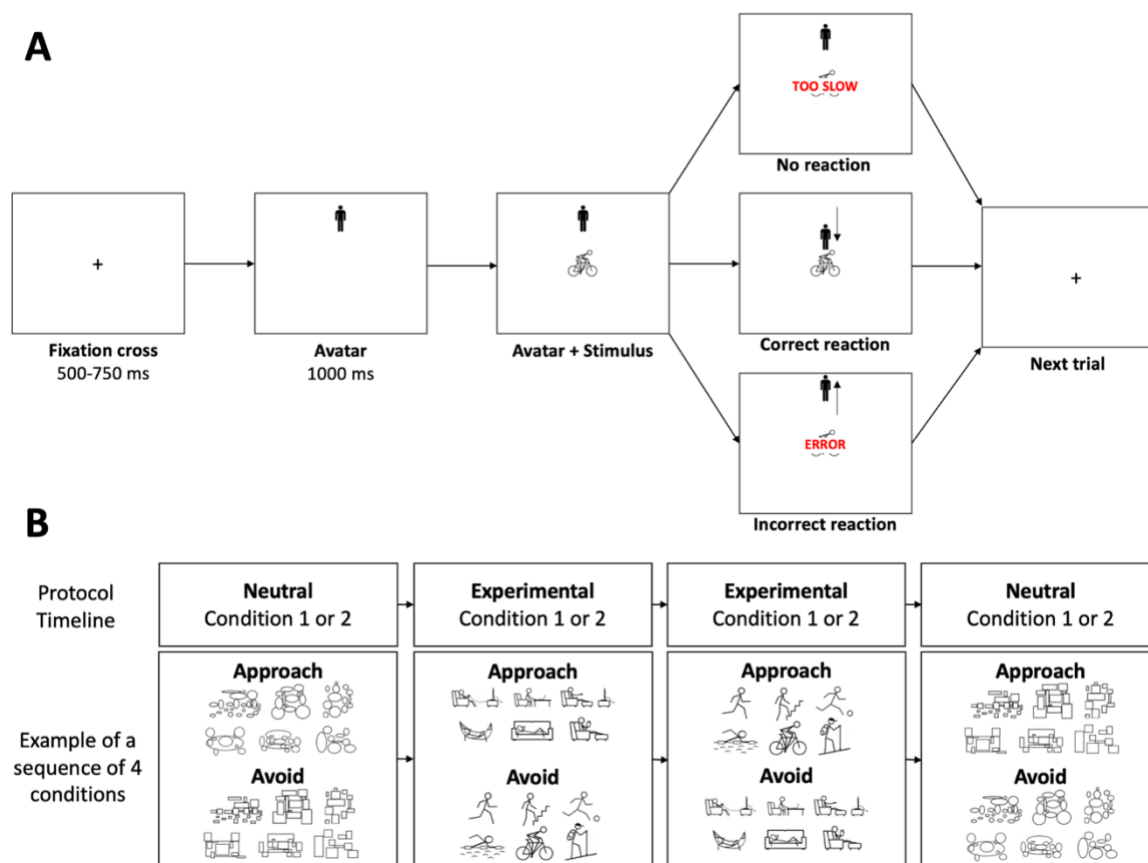 A
TOO SLOW
No reaction
+
Fixation cross
500-750 ms
Avatar
1000 ms
Avatar + Stimulus
Correct reaction
+
Next trial
ERROR
Incorrect reaction
B
Protocol
Timeline
Neutral
Condition 1 or 2
Experimental
Condition 1 or 2
Experimental
Condition 1 or 2
Neutral
Condition 1 or 2
Example of a
sequence of 4
conditions
Approach
Avoid
Approach
Avoid
Approach
Avoid
Approach
Avoid